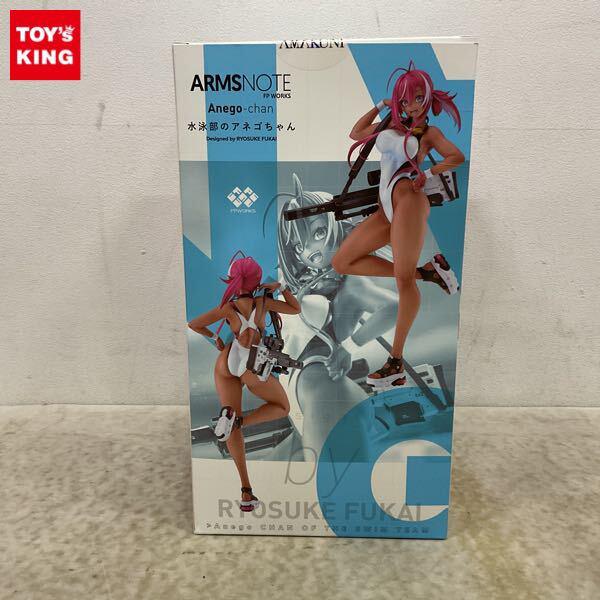 TOY's
KING
AMAKUNI
ARMSNOTE
FP WORKS
Anego-chan
水泳部のアネゴちゃん
Designed by RYOSUKE FUKAI
FPWORKS
by
RYOSUKE FUKAI
>Anego CHAN OF THE SWIM TEAM